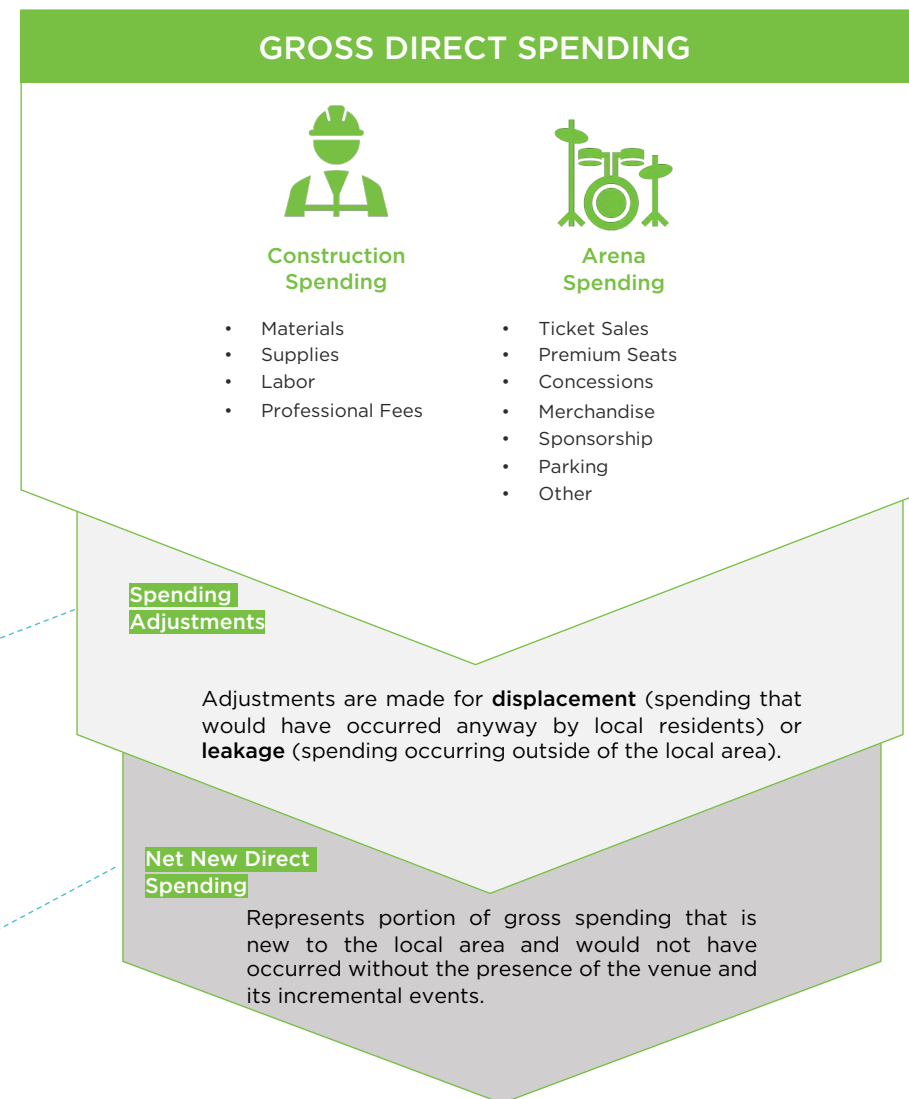 GROSS DIRECT SPENDING
Construction
Spending
• Materials
• Supplies
• Labor
• Professional Fees
Arena
Spending
• Ticket Sales
• Premium Seats
• Concessions
• Merchandise
• Sponsorship
• Parking
• Other
Spending
Adjustments
Adjustments are made for displacement (spending that
would have occurred anyway by local residents) or
leakage (spending occurring outside of the local area).
Net New Direct
Spending
Represents portion of gross spending that is
new to the local area and would not have
occurred without the presence of the venue and
its incremental events.